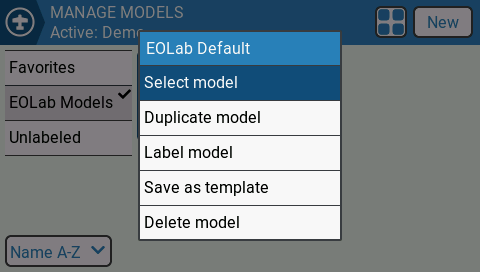 MANAGE MODELS
Active: Demo
New
EOLab Default
Favorites
Select model
EOLab Models
Duplicate model
Unlabeled
Label model
Save as template
Delete model
Name A-Z